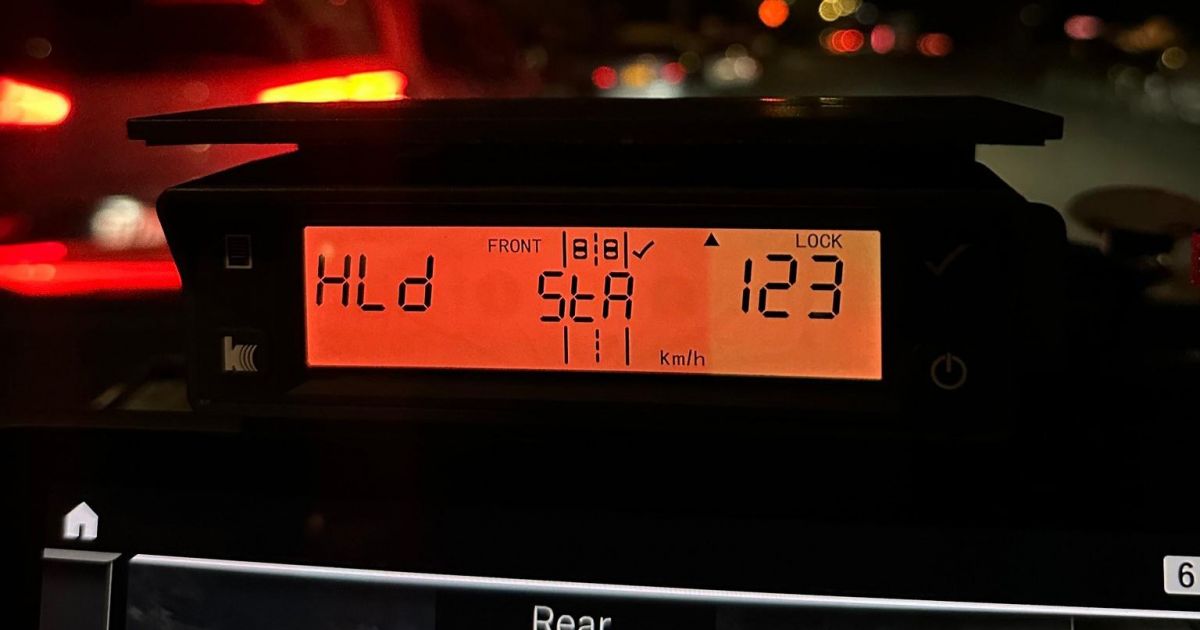 FRONT LOCK
HLd StA 123
km/h
6
Rear